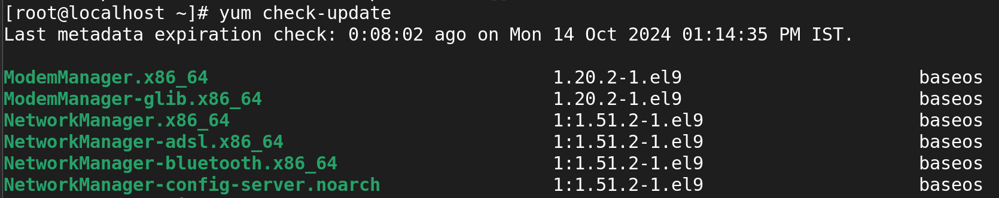 [root@localhost ~]# yum check-update
Last metadata expiration check: 0:08:02 ago on Mon 14 Oct 2024 01:14:35 PM IST.
ModemManager.x86_64 1.20.2-1.el9 baseos
ModemManager-glib.x86_64 1.20.2-1.el9 baseos
NetworkManager.x86_64 1:1.51.2-1.el9 baseos
NetworkManager-adsl.x86_64 1:1.51.2-1.el9 baseos
NetworkManager-bluetooth.x86_64 1:1.51.2-1.el9 baseos
NetworkManager-config-server.noarch 1:1.51.2-1.el9 baseos